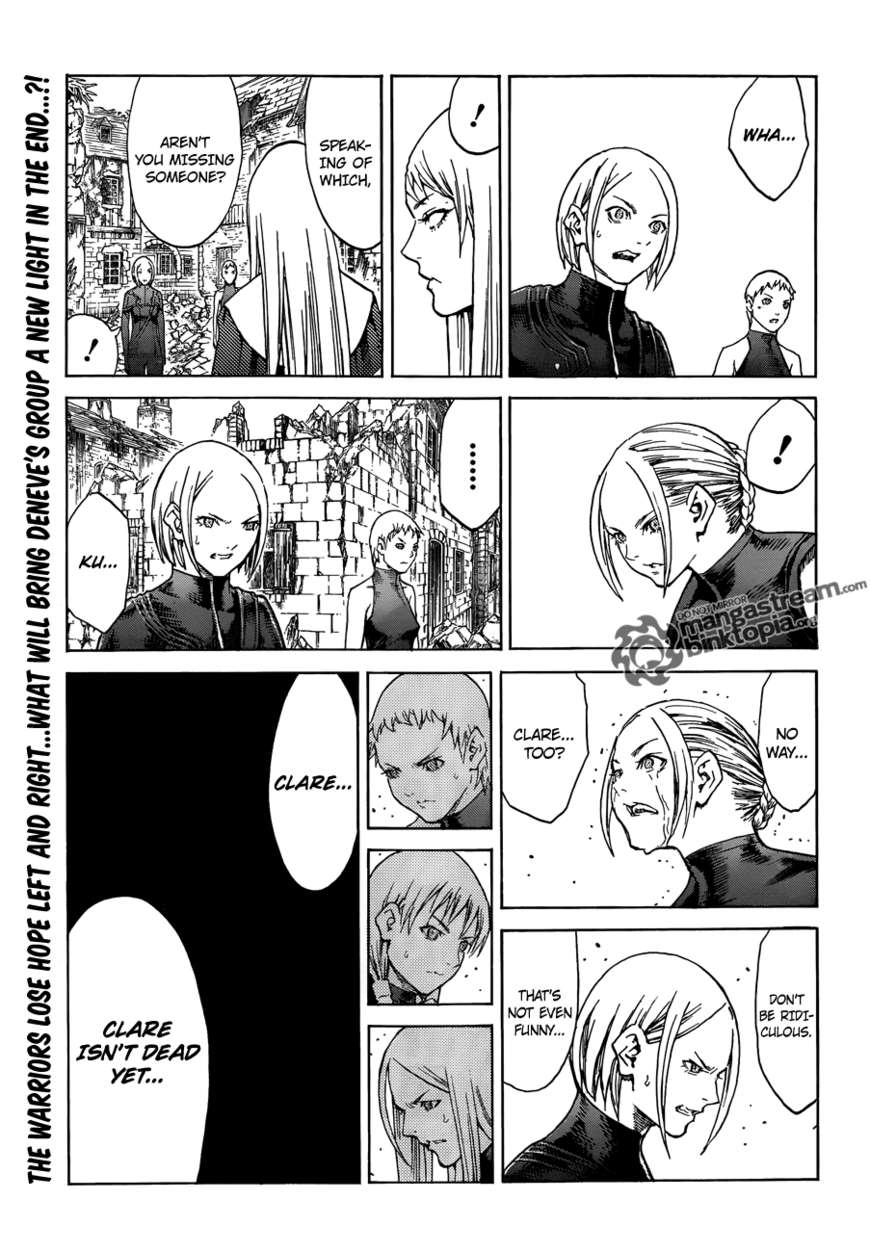 WHA...
!
SPEAK-
ING OF
WHICH,
AREN'T
YOU MISSING
SOMEONE?
!
!
........
KU...
NO
WAY...
CLARE...
TOO?
DON'T
BE RIDI-
CULOUS.
THAT'S
NOT EVEN
FUNNY...
CLARE...
CLARE
ISN'T DEAD
YET...
THE WARRIORS LOSE HOPE LEFT AND RIGHT...WHAT WILL BRING DENEVE'S GROUP A NEW LIGHT IN THE END...?!
DO NOT MIRROR
mangastream.com
binktopia.org